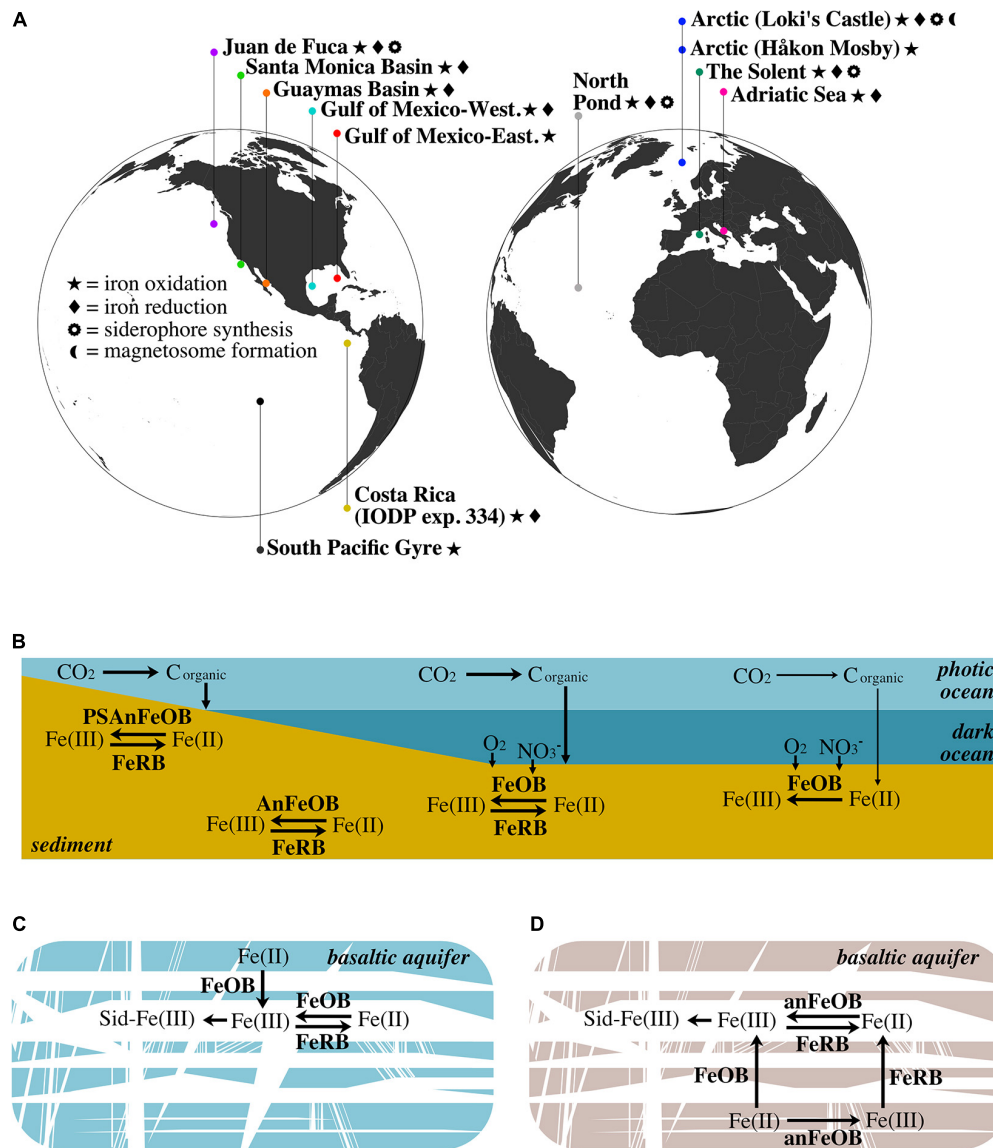 A
Juan de Fuca
Santa Monica Basin
Guaymas Basin
Gulf of Mexico-West.
Gulf of Mexico-East.
★ = iron oxidation
♦ = iron reduction
= siderophore synthesis
= magnetosome formation
Costa Rica
(IODP exp. 334)
South Pacific Gyre
North
Pond
Arctic (Loki's Castle)
Arctic (Håkon Mosby)
The Solent
Adriatic Sea
B
CO2
C organic
CO2
C organic
CO2
C organic
photic
ocean
dark
ocean
PSAnFeOB
Fe(III)
Fe(II)
FeRB
AnFeOB
Fe(III)
Fe(II)
FeRB
O2
NO3-
FeOB
Fe(III)
Fe(II)
FeRB
O2
NO3-
FeOB
Fe(III)
Fe(II)
sediment
C
Fe(II)
basaltic aquifer
FeOB
FeOB
Sid-Fe(III)
Fe(III)
Fe(II)
FeRB
D
basaltic aquifer
anFeOB
Sid-Fe(III)
Fe(III)
Fe(II)
FeRB
FeOB
FeRB
Fe(II)
Fe(III)
anFeOB